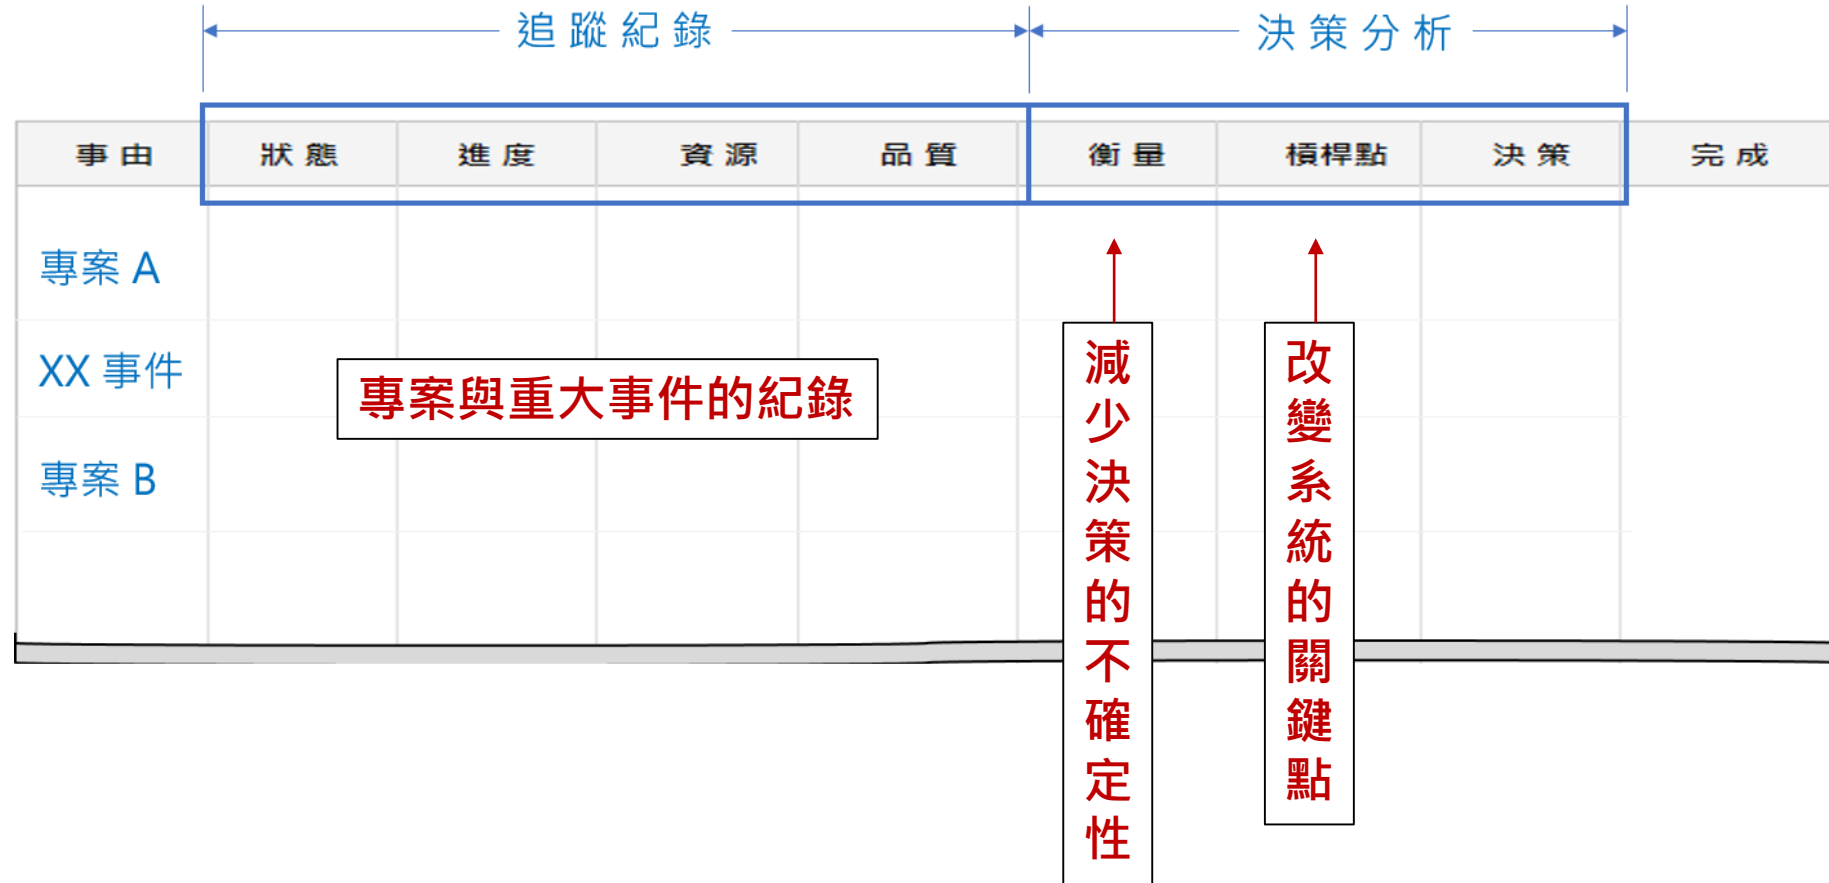 追蹤紀錄
決策分析
事由 狀態 進度 資源 品質 衡量 槓桿點 決策 完成
專案 A
XX 事件
專案 B
專案與重大事件的紀錄
減少決策的不確定性
改變系統的關鍵點